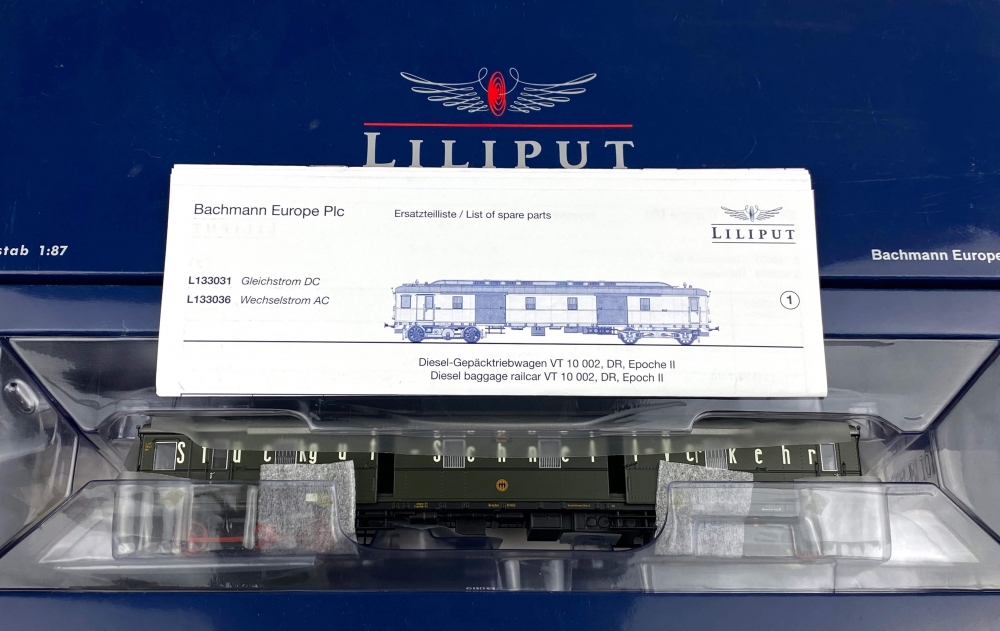 LILIPUT
Bachmann Europe Plc
Ersatzteilliste / List of spare parts
LILIPUT
stab 1:87
Bachmann Europe
L133031 Gleichstrom DC
L133036 Wechselstrom AC
1
Diesel-Gepäcktriebwagen VT 10 002, DR, Epoche II
Diesel baggage railcar VT 10 002, DR, Epoch II
Stückgut Schnellverkehr